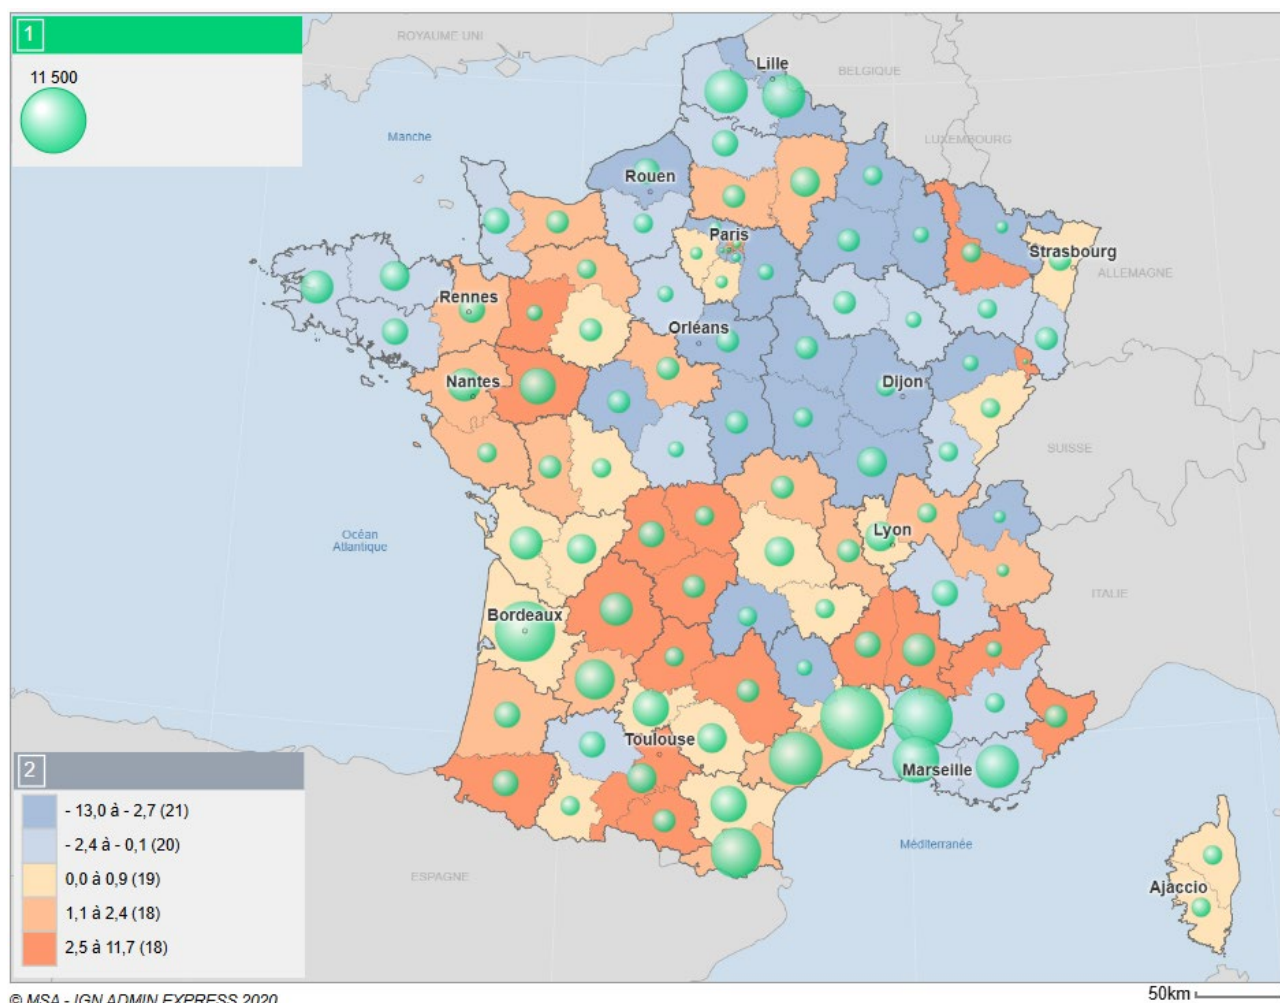 1
11 500
ROYAUME UNI
Lille
BELGIQUE
Manche
LUXEMBOURG
Rouen
Paris
Strasbourg
ALLEMAGNE
Rennes
Orléans
Nantes
Dijon
SUISSE
Océan
Atlantique
Lyon
ITALIE
Bordeaux
Toulouse
Marseille
Méditerranée
ESPAGNE
Ajaccio
2
- 13,0 à - 2,7 (21)
- 2,4 à - 0,1 (20)
0,0 à 0,9 (19)
1,1 à 2,4 (18)
2,5 à 11,7 (18)
50km
© MSA - IGN ADMIN EXPRESS 2020